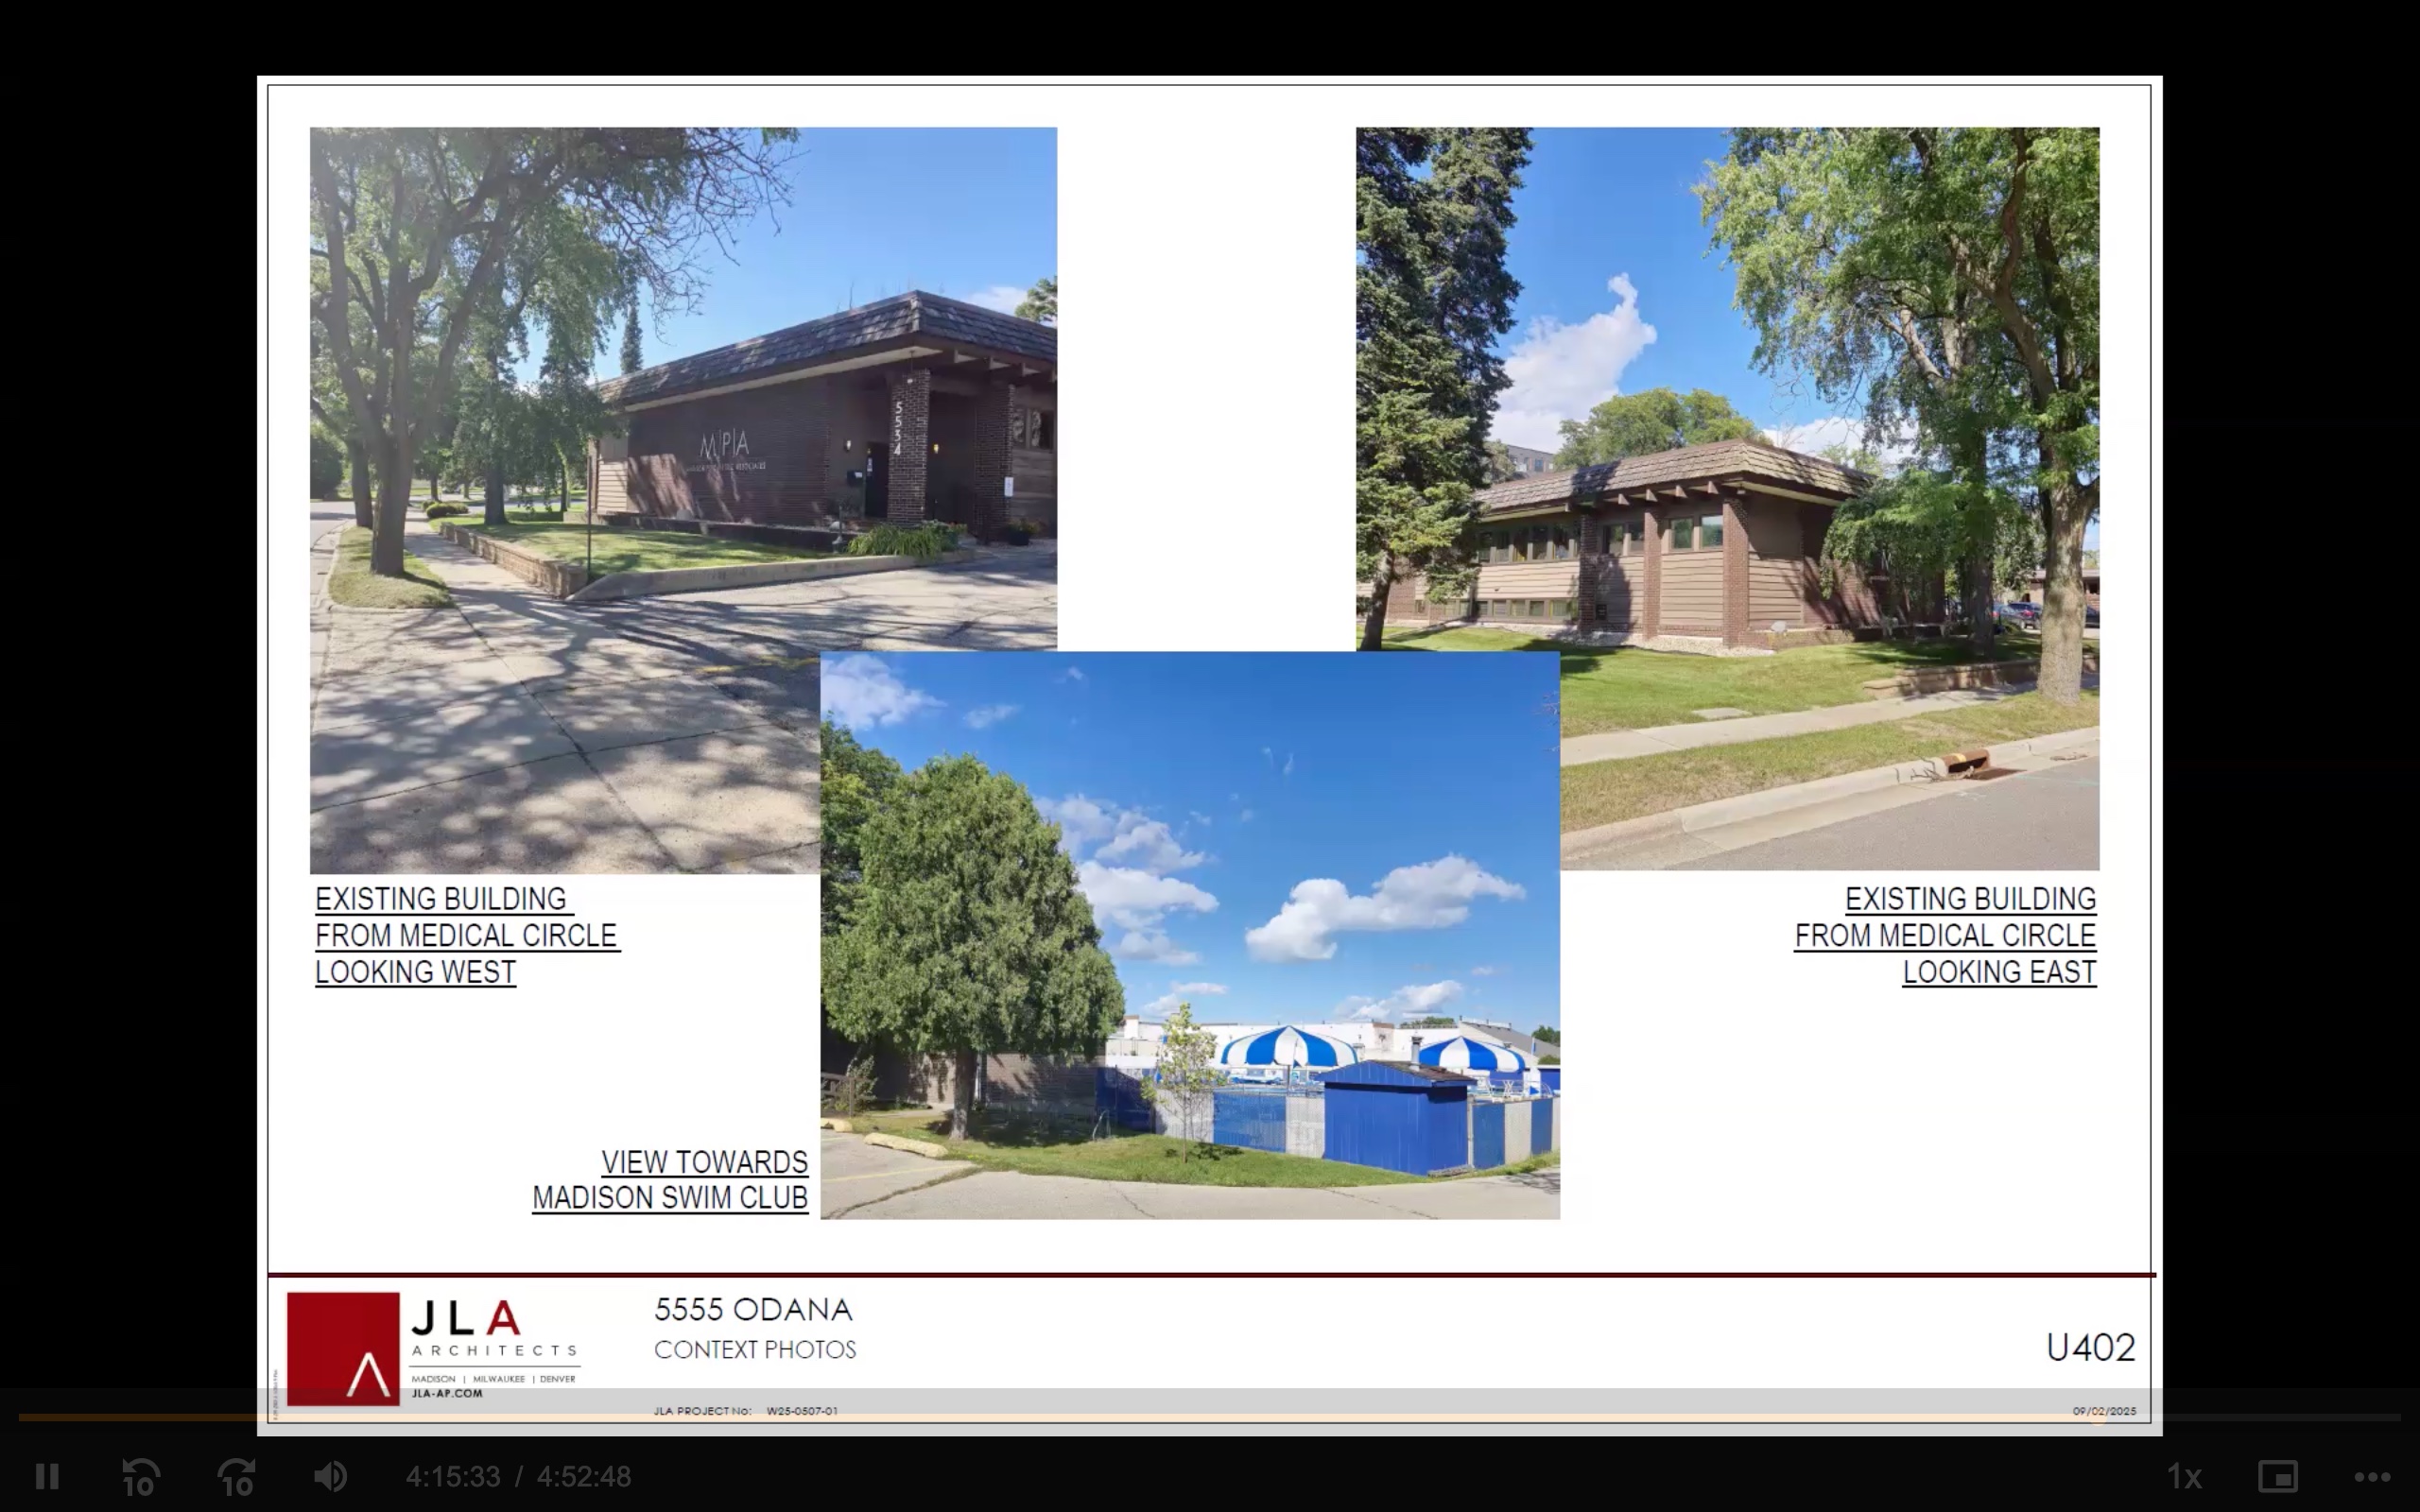 5534
M|P|A
EXISTING BUILDING
FROM MEDICAL CIRCLE
LOOKING WEST
EXISTING BUILDING
FROM MEDICAL CIRCLE
LOOKING EAST
VIEW TOWARDS
MADISON SWIM CLUB
JLA
ARCHITECTS
MADISON | MILWAUKEE | DENVER
JLA-AP.COM
5555 ODANA
CONTEXT PHOTOS
JLA PROJECT No: W25-0507-01
U402
09/02/2025
10
10
4:15:33 / 4:52:48
1x